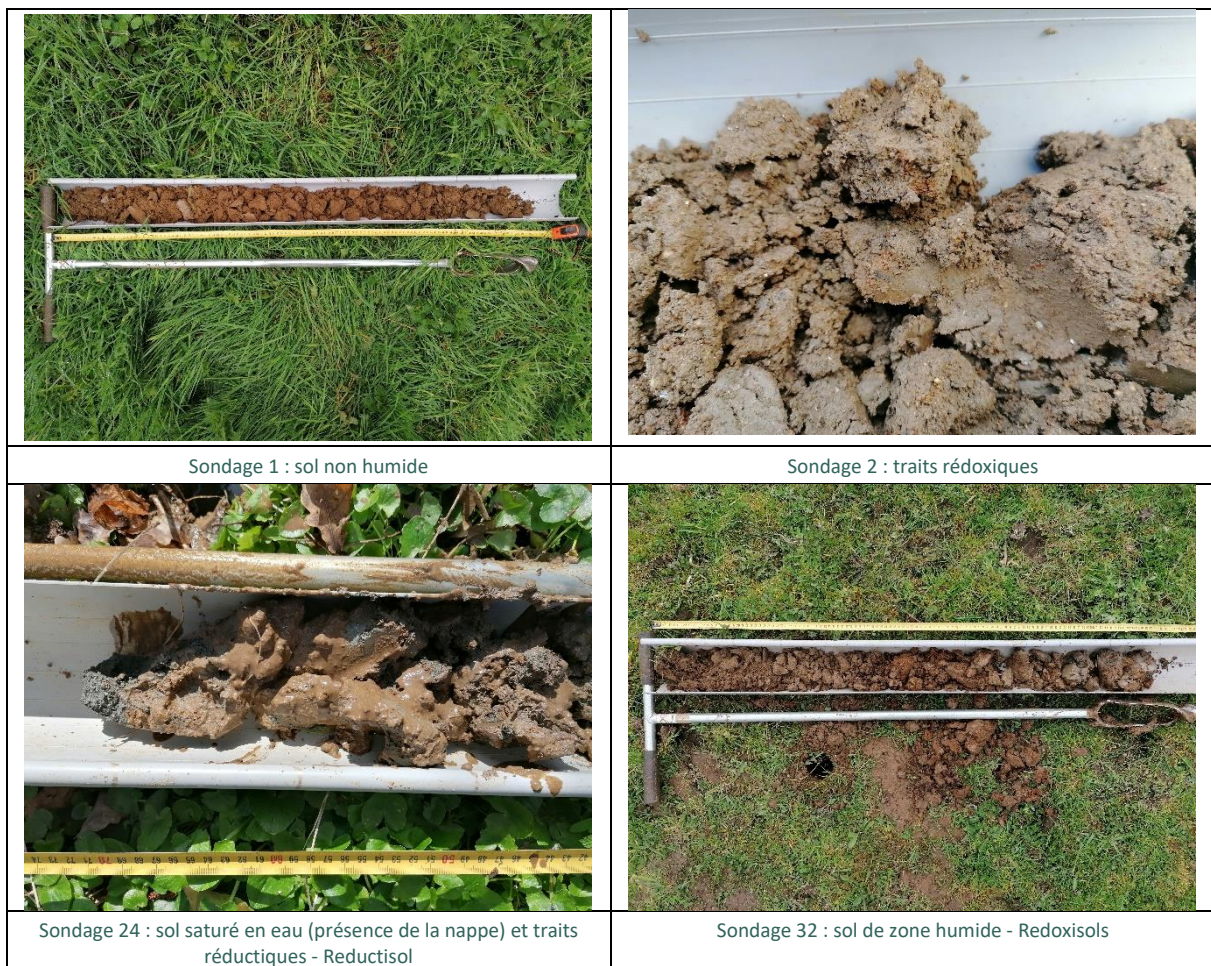 Sondage 1 : sol non humide
Sondage 2 : traits rédoxiques
Sondage 24 : sol saturé en eau (présence de la nappe) et traits
réductiques - Reductisol
Sondage 32 : sol de zone humide - Redoxisols